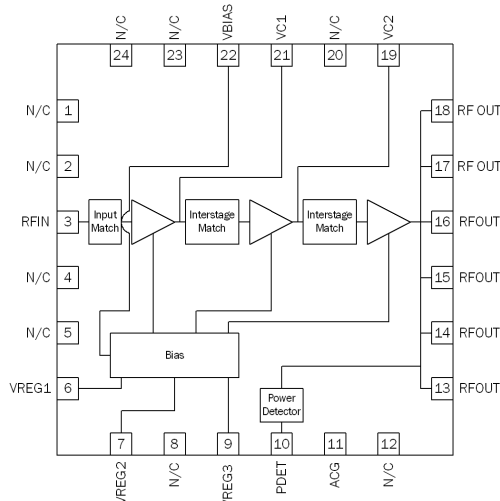 N/C
N/C
VBIAS
VC1
N/C
VC2
24
23
22
21
20
19
N/C 1
18 RF OUT
N/C 2
17 RF OUT
RFIN 3
Input
Match
Interstage
Match
Interstage
Match
16 RFOUT
N/C 4
15 RFOUT
N/C 5
14 RFOUT
Bias
VREG1 6
13 RFOUT
Power
Detector
7
8
9
10
11
12
VREG2
N/C
VREG3
PDET
ACG
N/C